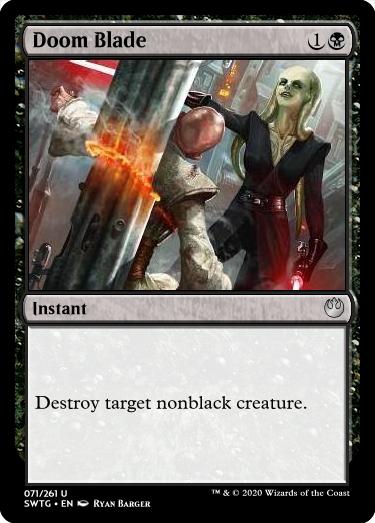 Doom Blade 1
Instant
Destroy target nonblack creature.
071/261 U ™ & © 2020 Wizards of the Coast
SWTG • EN Ryan Barger